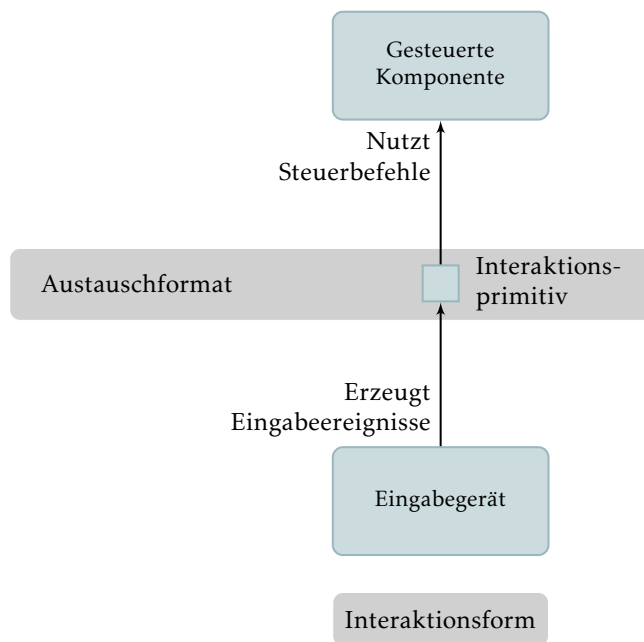 Gesteuerte
Komponente
Nutzt
Steuerbefehle
Austauschformat
Interaktions-
primitiv
Erzeugt
Eingabeereignisse
Eingabegerät
Interaktionsform